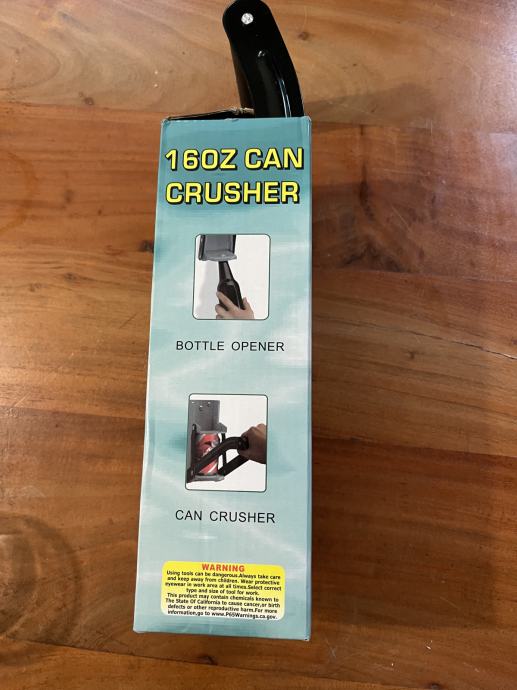 16OZ CAN
CRUSHER
BOTTLE OPENER
CAN CRUSHER
WARNING
Using tools can be dangerous.Always take care
and keep away from children. Wear protective
eyewear in work area at all times.Select correct
type and size of tool for work.
This product may contain chemicals known to
The State Of California to cause cancer,or birth
defects or other reproductive harm.For more
information,go to www.P65Warnings.ca.gov.